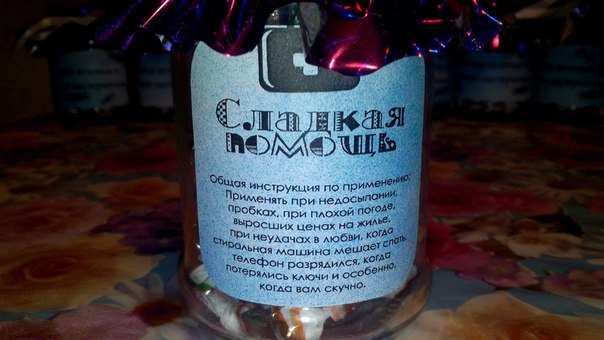 Сладкая
помощь
Общая инструкция по применению:
Применять при недосыпании,
пробках, при плохой погоде,
выросших ценах на жилье,
при неудачах в любви, когда
стиральная машина мешает спать,
телефон разрядился, когда
потерялись ключи и особенно,
когда вам скучно.